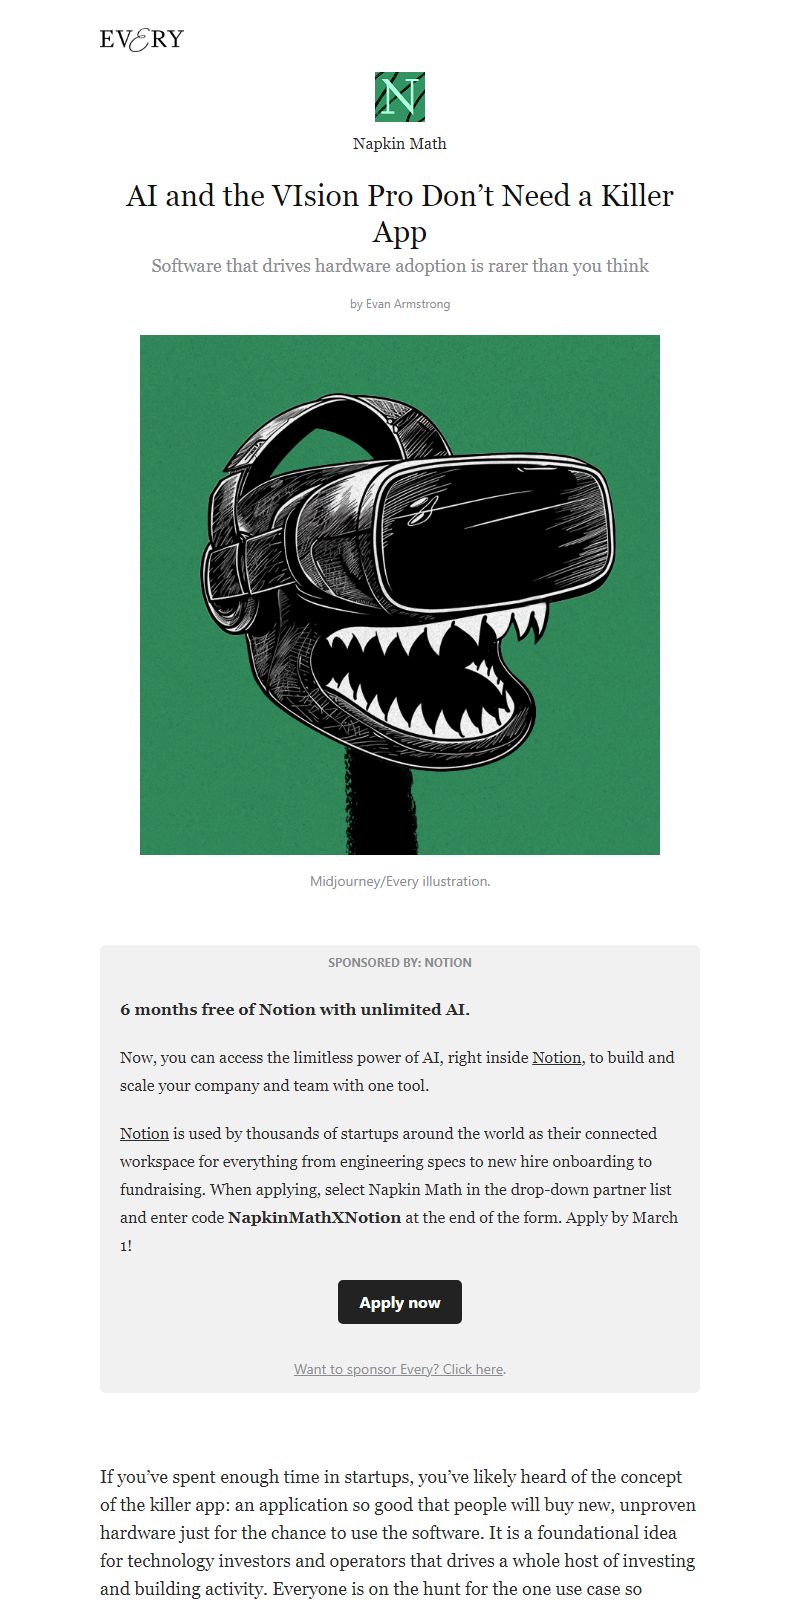 EVERY
N
Napkin Math
AI and the VIsion Pro Don’t Need a Killer
App
Software that drives hardware adoption is rarer than you think
by Evan Armstrong
Midjourney/Every illustration.
SPONSORED BY: NOTION
6 months free of Notion with unlimited AI.
Now, you can access the limitless power of AI, right inside Notion, to build and
scale your company and team with one tool.
Notion is used by thousands of startups around the world as their connected
workspace for everything from engineering specs to new hire onboarding to
fundraising. When applying, select Napkin Math in the drop-down partner list
and enter code NapkinMathXNotion at the end of the form. Apply by March
1!
Apply now
Want to sponsor Every? Click here.
If you’ve spent enough time in startups, you’ve likely heard of the concept
of the killer app: an application so good that people will buy new, unproven
hardware just for the chance to use the software. It is a foundational idea
for technology investors and operators that drives a whole host of investing
and building activity. Everyone is on the hunt for the one use case so